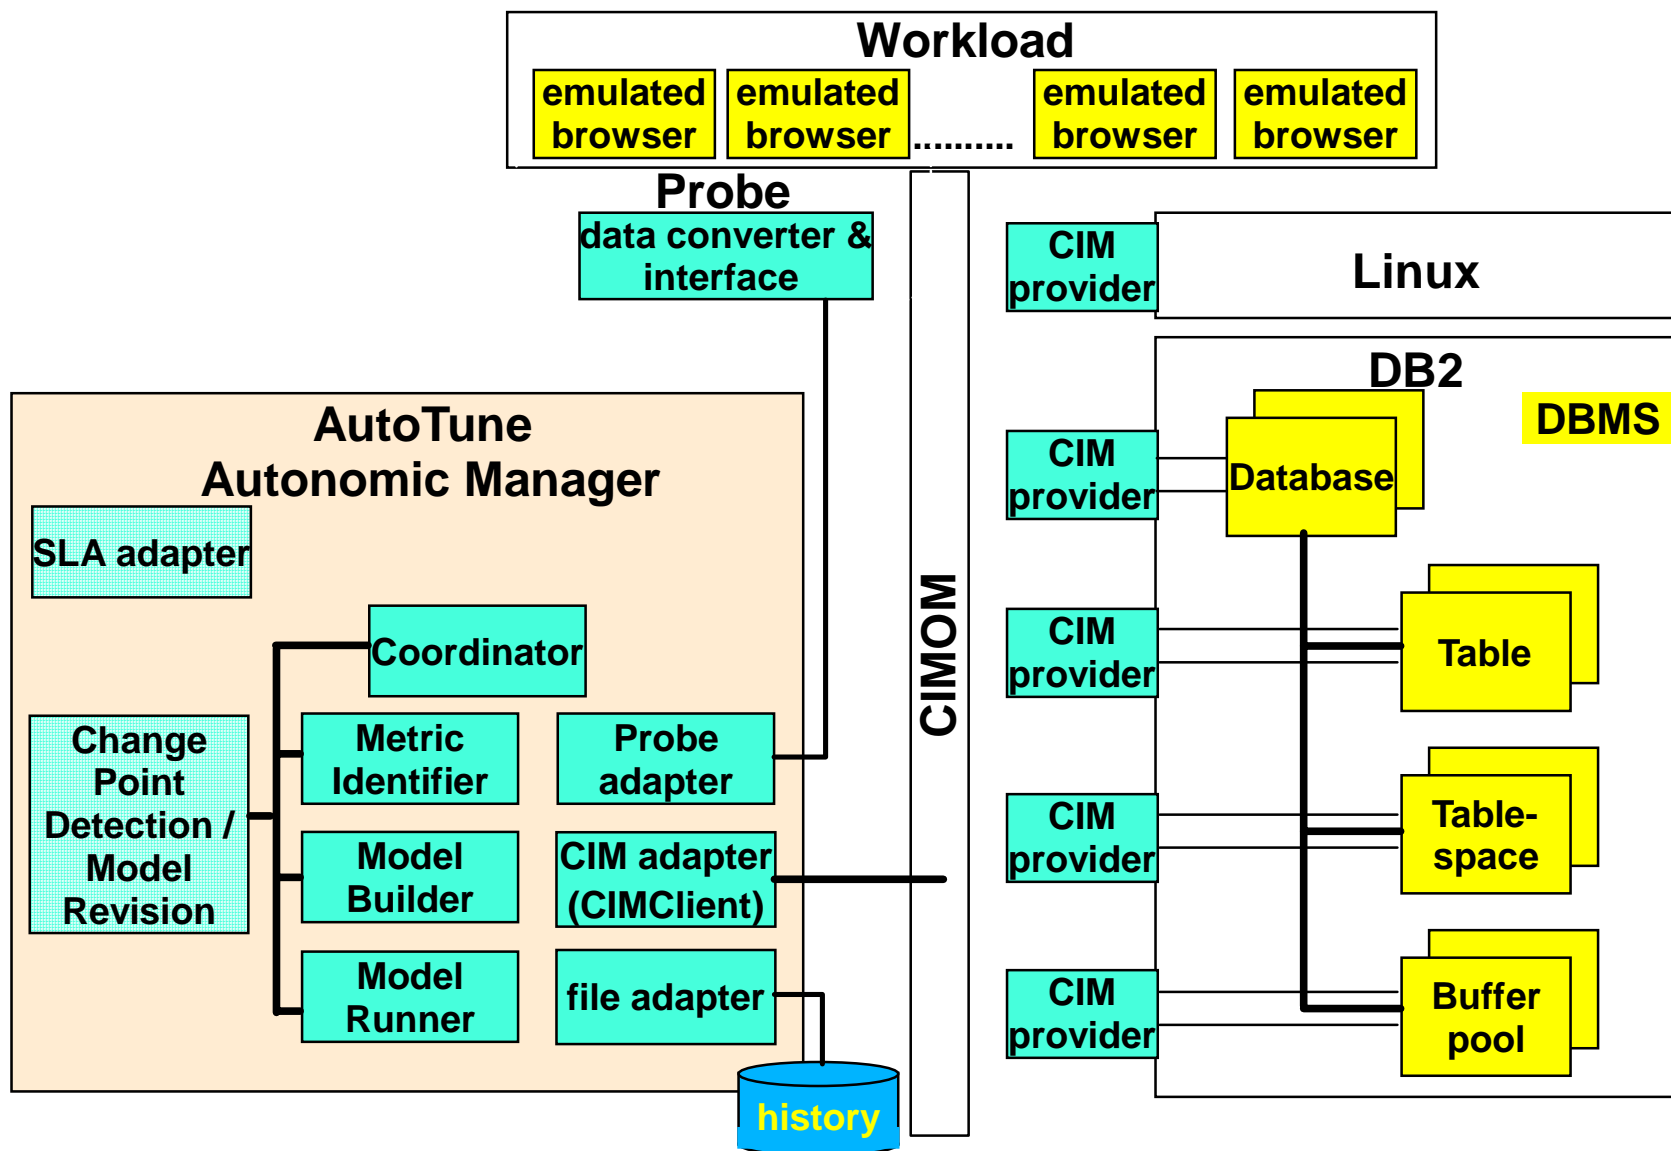 Workload
emulated
browser
emulated
browser
..........
emulated
browser
emulated
browser
Probe
data converter &
interface
CIM
provider
Linux
DB2
DBMS
CIM
provider
Database
AutoTune
Autonomic Manager
SLA adapter
Coordinator
Change
Point
Detection /
Model
Revision
Metric
Identifier
Probe
adapter
Model
Builder
CIM adapter
(CIMClient)
Model
Runner
file adapter
history
CIMOM
CIM
provider
Table
CIM
provider
Table-
space
CIM
provider
Buffer
pool